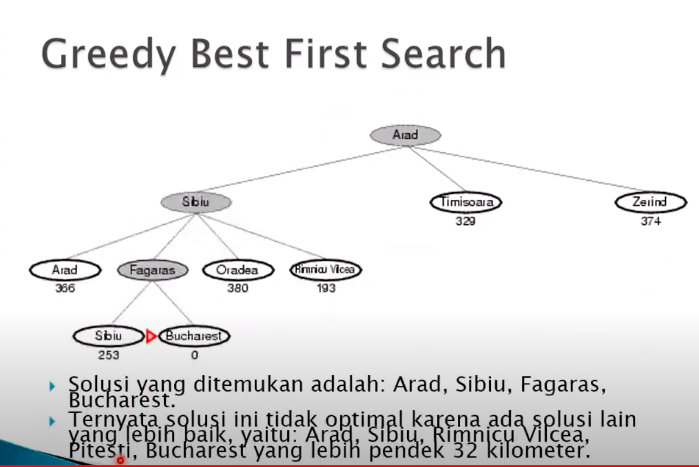 Greedy Best First Search
Arad
Sibiu
Timisoara
Zerind
329
374
Arad
Fagaras
Oradea
Rimnicu Vilcea
366
380
193
Sibiu
Bucharest
253
0
Solusi yang ditemukan adalah: Arad, Sibiu, Fagaras,
Bucharest.
Ternyata solusi ini tidak optimal karena ada solusi lain
yang lebih baik, yaitu: Arad, Sibiu, Rimnicu Vilcea,
Pitesti, Bucharest yang lebih pendek 32 kilometer.